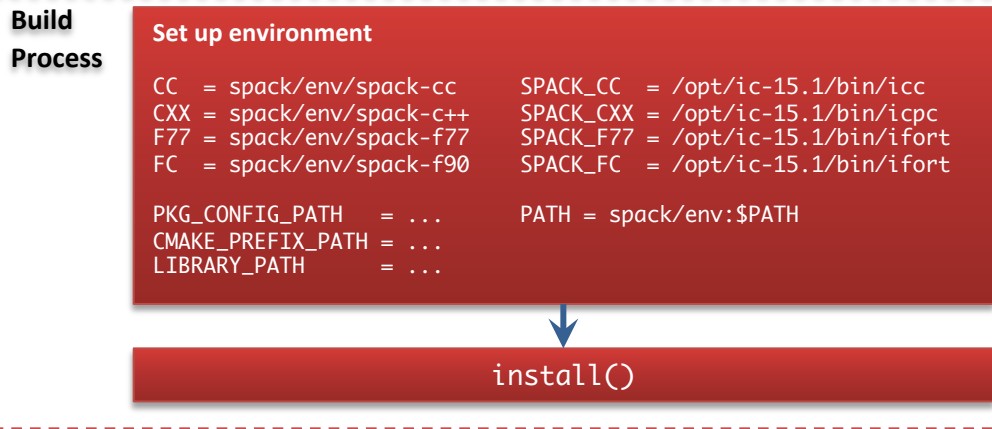 Build
Process
Set up environment
CC  = spack/env/spack-cc     SPACK_CC  = /opt/ic-15.1/bin/icc
CXX = spack/env/spack-c++    SPACK_CXX = /opt/ic-15.1/bin/icpc
F77 = spack/env/spack-f77    SPACK_F77 = /opt/ic-15.1/bin/ifort
FC  = spack/env/spack-f90    SPACK_FC  = /opt/ic-15.1/bin/ifort
PKG_CONFIG_PATH   = ...      PATH = spack/env:$PATH
CMAKE_PREFIX_PATH = ...
LIBRARY_PATH      = ...
install()